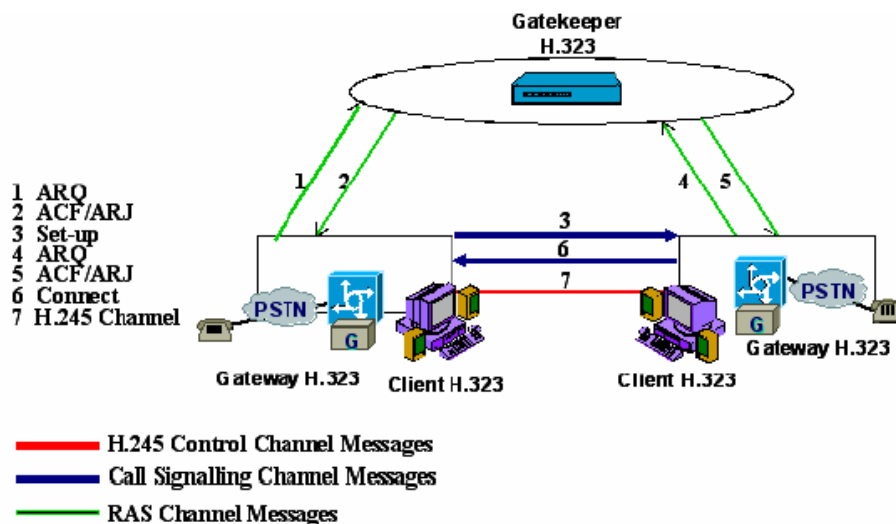 Gatekeeper
H.323
1
2
4
5
1 ARQ
2 ACF/ARJ
3 Set-up
4 ARQ
5 ACF/ARJ
6 Connect
7 H.245 Channel
3
6
7
PSTN
G
PSTN
G
Gateway H.323
Client H.323
Client H.323
Gateway H.323
H.245 Control Channel Messages
Call Signalling Channel Messages
RAS Channel Messages